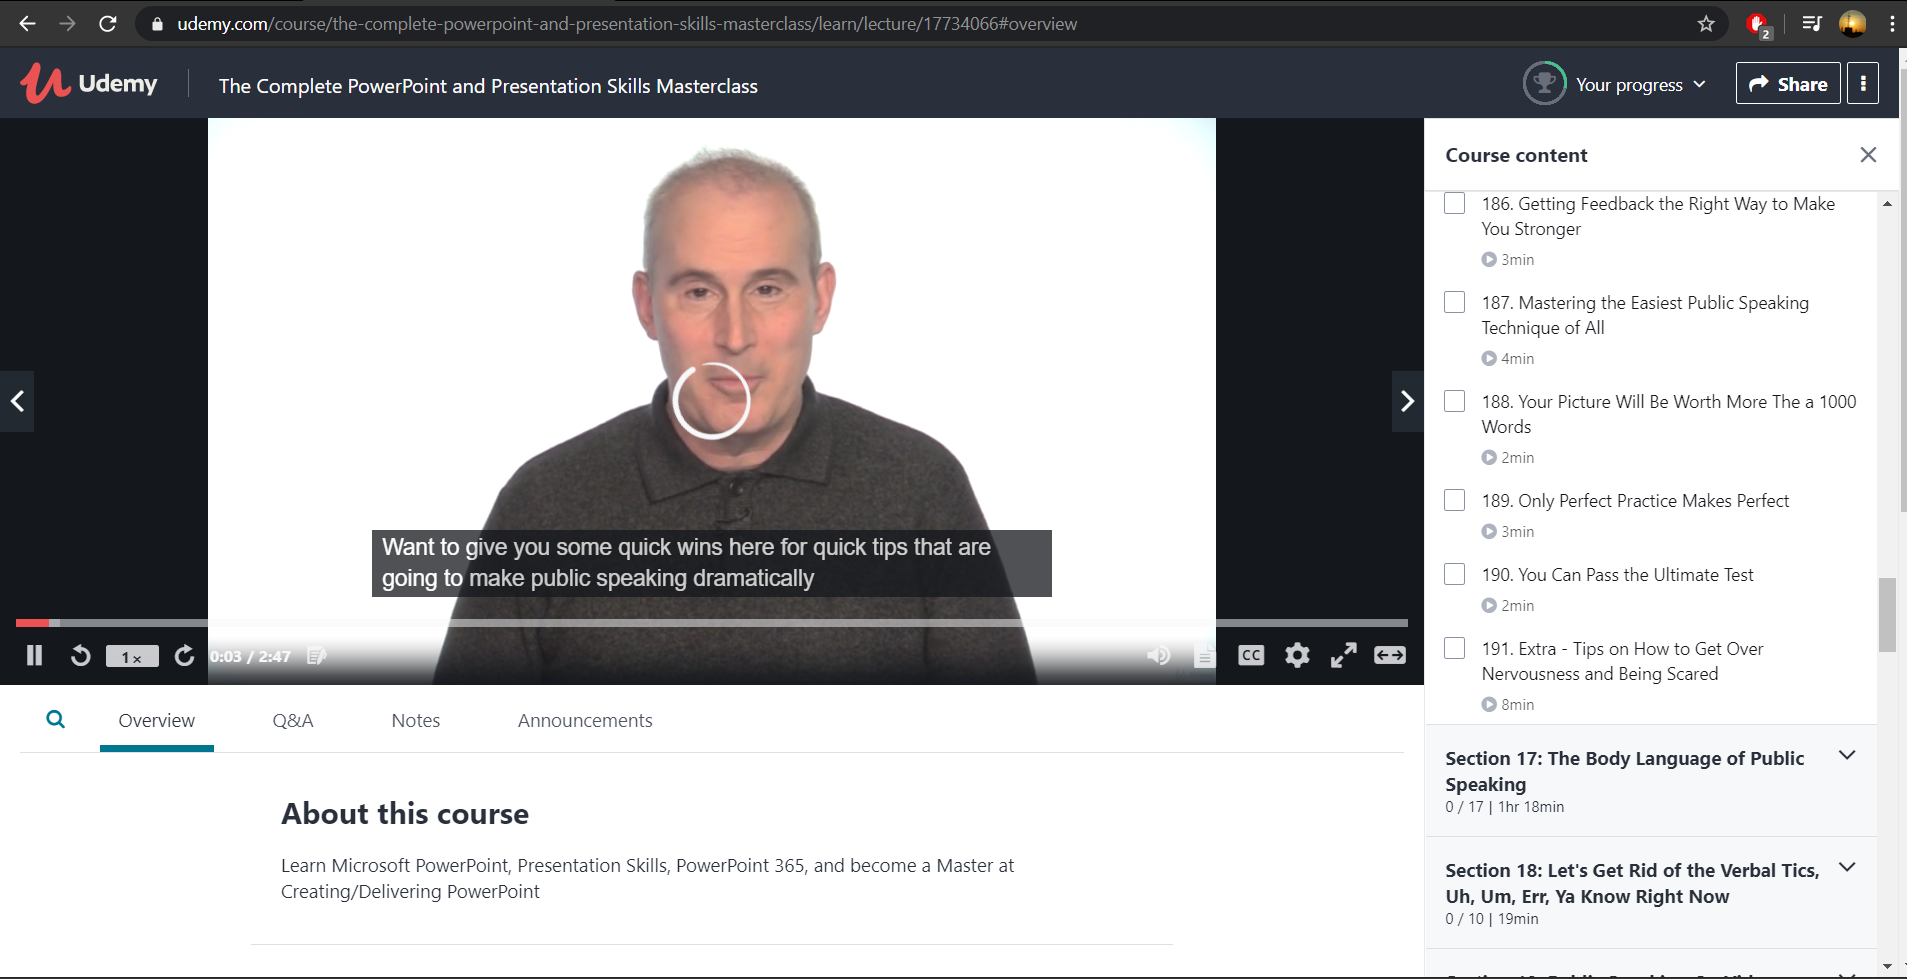 udemy.com/course/the-complete-powerpoint-and-presentation-skills-masterclass/learn/lecture/17734066#overview
2
Udemy
The Complete PowerPoint and Presentation Skills Masterclass
Your progress
Share
Want to give you some quick wins here for quick tips that are
going to make public speaking dramatically
1x
0:03 / 2:47
CC
Overview
Q&A
Notes
Announcements
About this course
Learn Microsoft PowerPoint, Presentation Skills, PowerPoint 365, and become a Master at
Creating/Delivering PowerPoint
Course content
186. Getting Feedback the Right Way to Make
You Stronger
3min
187. Mastering the Easiest Public Speaking
Technique of All
4min
188. Your Picture Will Be Worth More The a 1000
Words
2min
189. Only Perfect Practice Makes Perfect
3min
190. You Can Pass the Ultimate Test
2min
191. Extra - Tips on How to Get Over
Nervousness and Being Scared
8min
Section 17: The Body Language of Public
Speaking
0 / 17 | 1hr 18min
Section 18: Let's Get Rid of the Verbal Tics,
Uh, Um, Err, Ya Know Right Now
0 / 10 | 19min